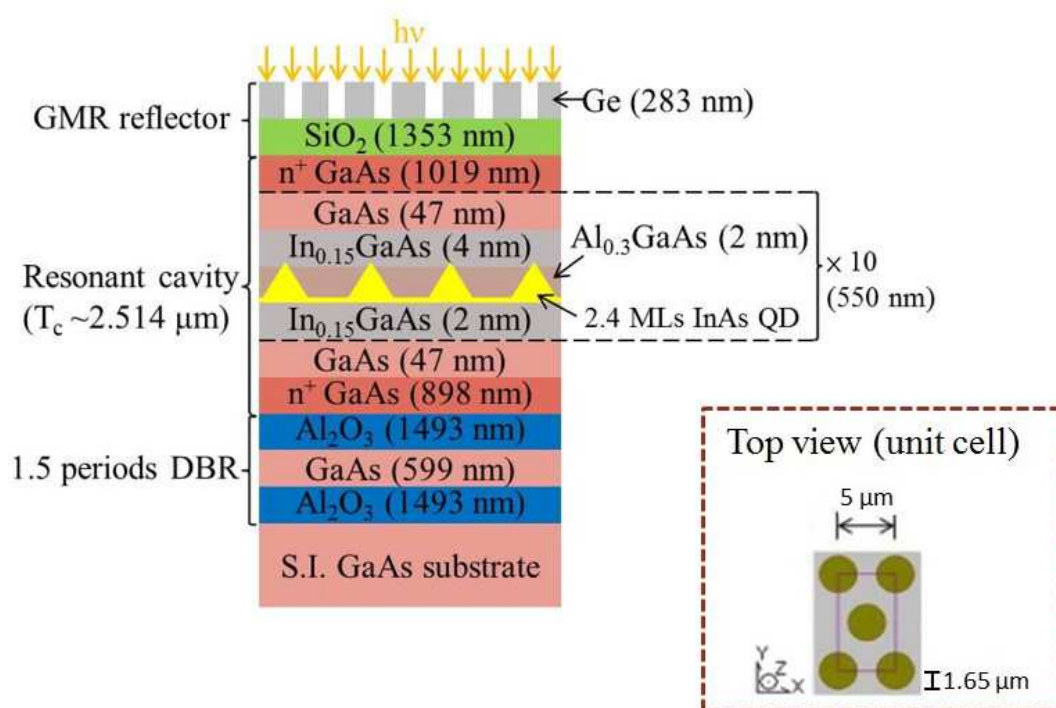 hν
GMR reflector
Ge (283 nm)
SiO₂ (1353 nm)
n⁺ GaAs (1019 nm)
GaAs (47 nm)
In₀.₁₅GaAs (4 nm)
Al₀.₃GaAs (2 nm)
Resonant cavity
(T꜀ ~2.514 μm)
× 10
(550 nm)
2.4 MLs InAs QD
In₀.₁₅GaAs (2 nm)
GaAs (47 nm)
n⁺ GaAs (898 nm)
1.5 periods DBR
Al₂O₃ (1493 nm)
GaAs (599 nm)
Al₂O₃ (1493 nm)
S.I. GaAs substrate
Top view (unit cell)
5 μm
Y
Z
X
1.65 μm